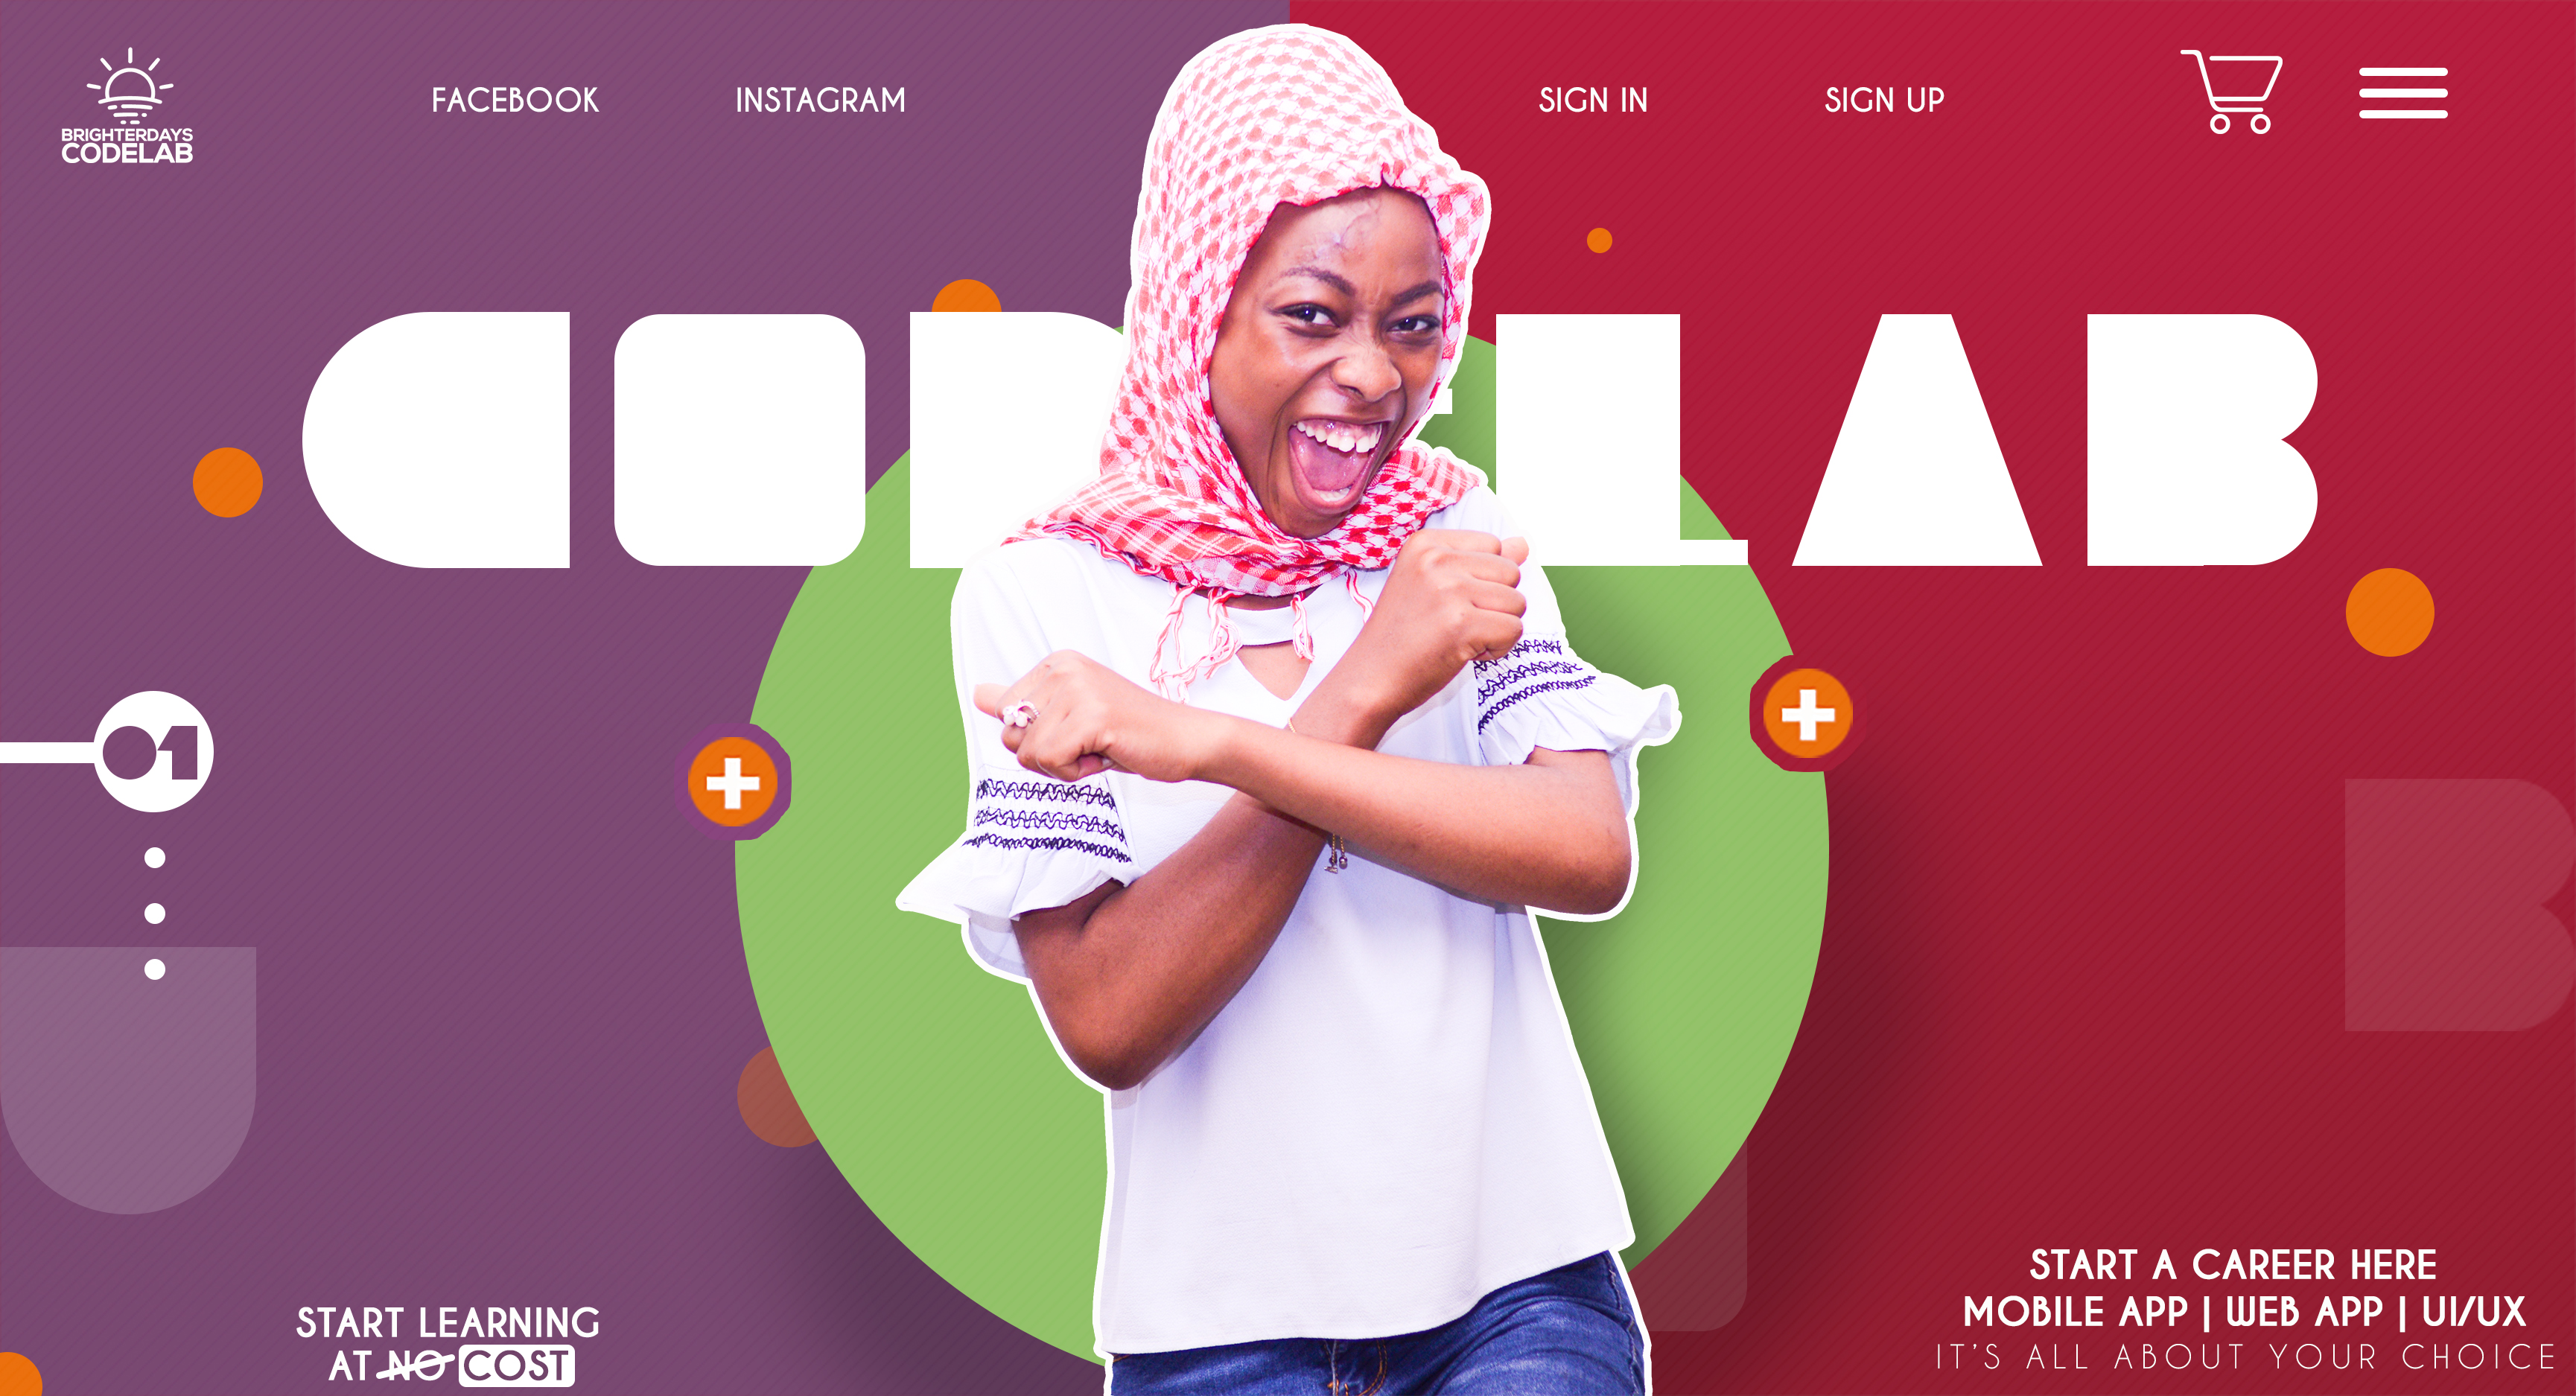 BRIGHTERDAYS
CODELAB
FACEBOOK
INSTAGRAM
SIGN IN
SIGN UP
CODELAB
01
START LEARNING
AT NO COST
START A CAREER HERE
MOBILE APP | WEB APP | UI/UX
IT'S ALL ABOUT YOUR CHOICE